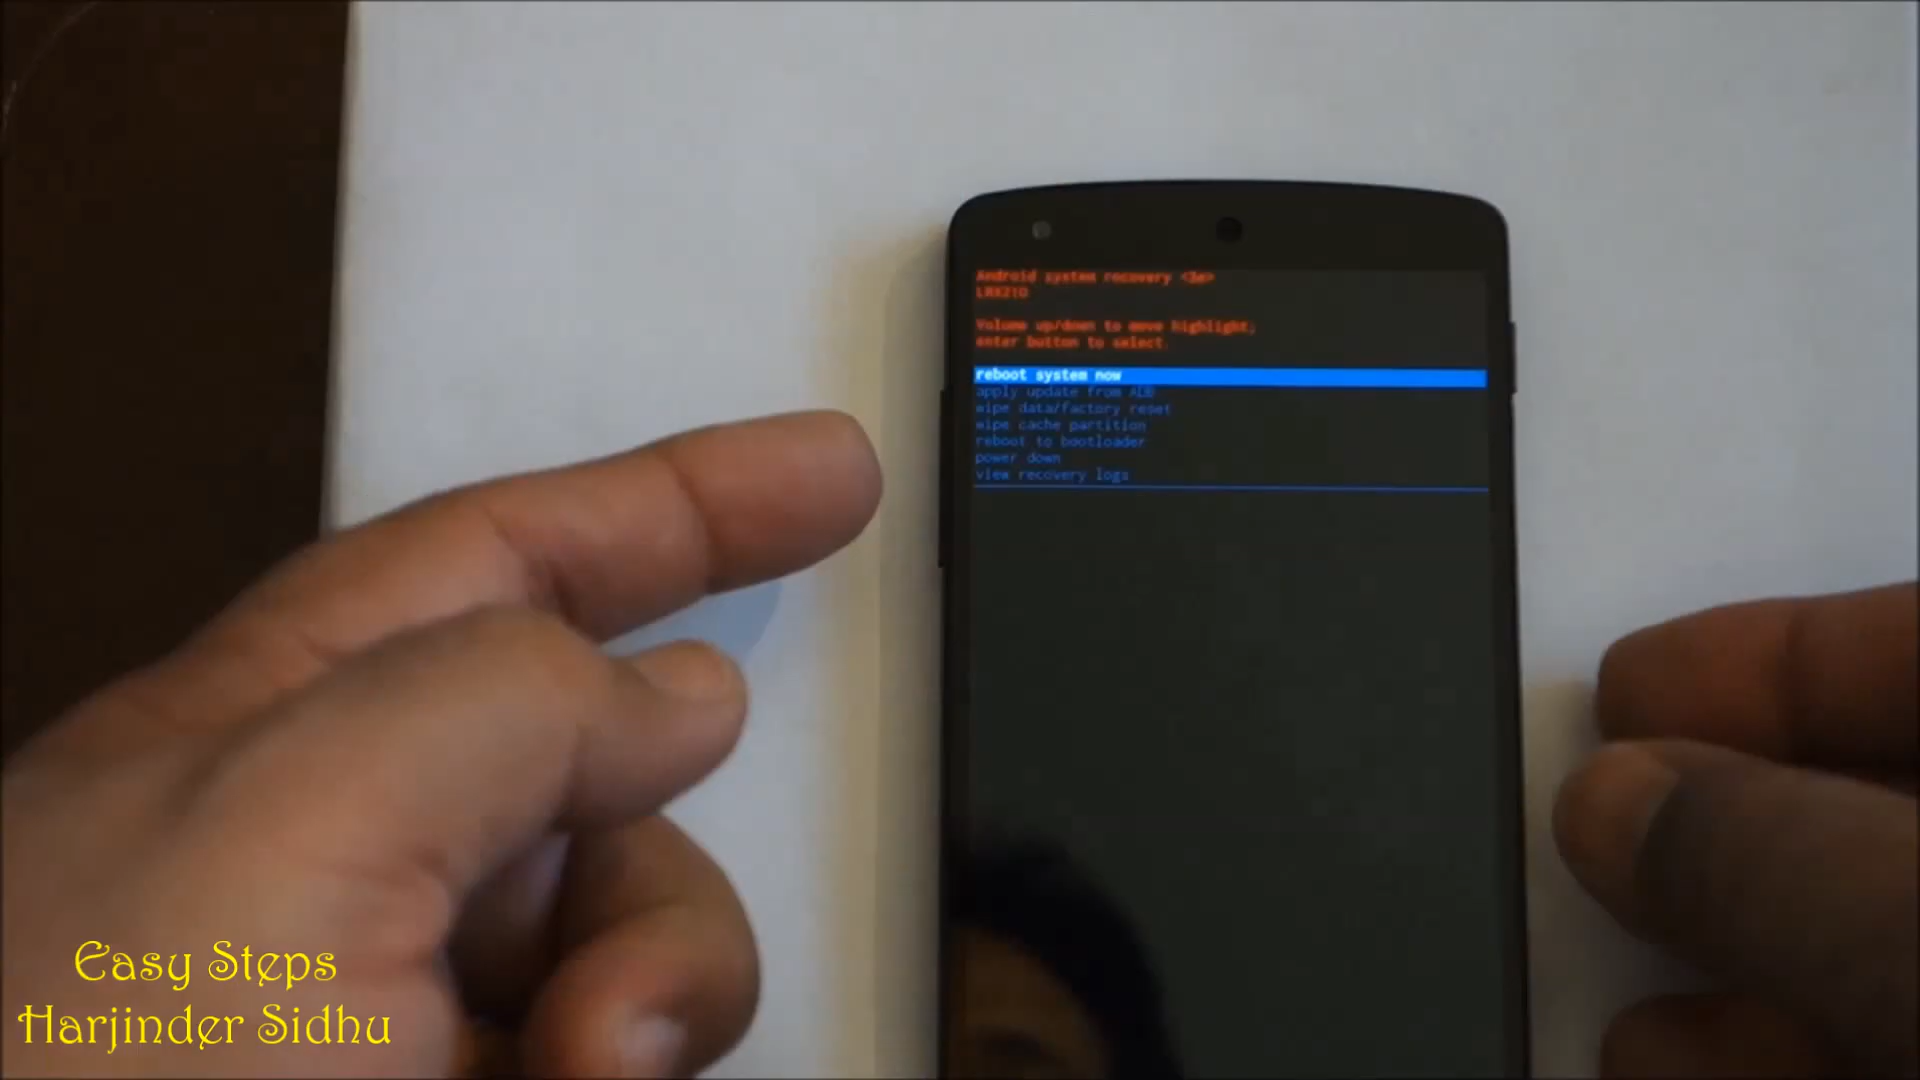 Android system recovery <3e>
LRX21O
Volume up/down to move highlight;
enter button to select.
reboot system now
apply update from ADB
wipe data/factory reset
wipe cache partition
reboot to bootloader
power down
view recovery logs
Easy Steps
Harjinder Sidhu